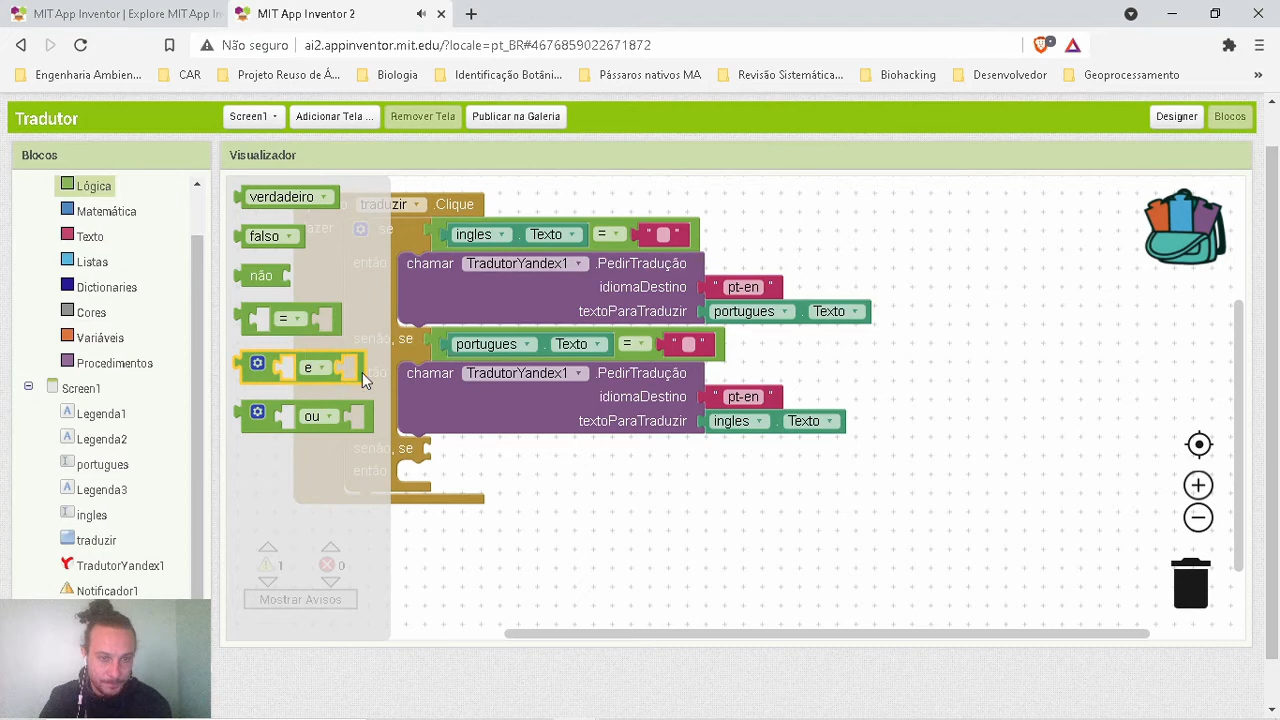 MIT App Inventor | Explore MIT App In
MIT App Inventor 2
Não seguro
ai2.appinventor.mit.edu/?locale=pt_BR#4676859022671872
Engenharia Ambien...
CAR
Projeto Reuso de Á...
Biologia
Identificação Botâni...
Pássaros nativos MA
Revisão Sistemática...
Biohacking
Desenvolvedor
Geoprocessamento
»
Tradutor
Screen1
Adicionar Tela ...
Remover Tela
Publicar na Galeria
Designer
Blocos
Blocos
Visualizador
Lógica
Matemática
Texto
Listas
Dictionaries
Cores
Variáveis
Procedimentos
Screen1
Legenda1
Legenda2
portugues
Legenda3
ingles
traduzir
TradutorYandex1
Notificador1
verdadeiro
falso
não
=
e
ou
traduzir .Clique
fazer se ingles . Texto = " "
então chamar TradutorYandex1 .PedirTradução
idiomaDestino " pt-en "
textoParaTraduzir portugues . Texto
senão, se portugues . Texto = " "
então chamar TradutorYandex1 .PedirTradução
idiomaDestino " pt-en "
textoParaTraduzir ingles . Texto
senão, se
então
1 0
Mostrar Avisos